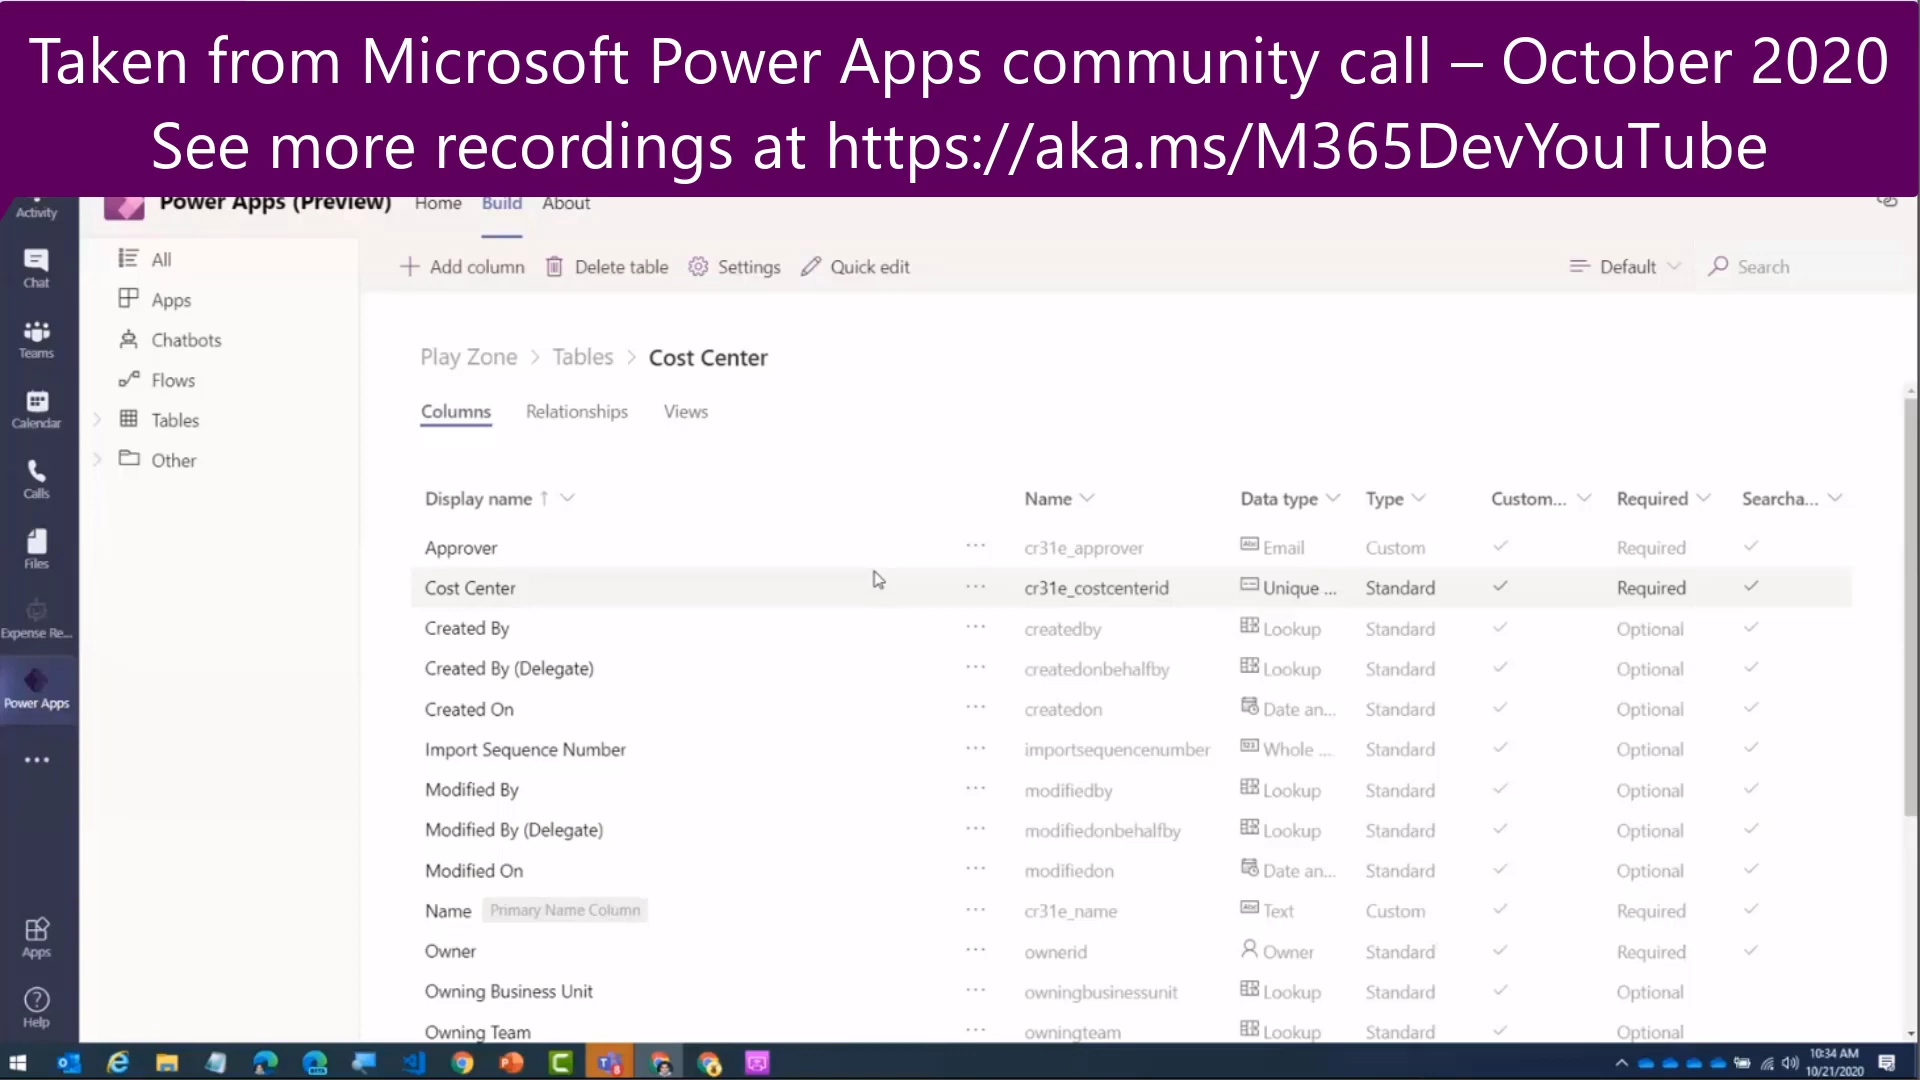 Taken from Microsoft Power Apps community call – October 2020
See more recordings at https://aka.ms/M365DevYouTube
Power Apps (Preview) Home Build About
Activity
Chat
Teams
Calendar
Calls
Files
Expense Re...
Power Apps
Apps
Help
All
Apps
Chatbots
Flows
Tables
Other
Add column Delete table Settings Quick edit Default Search
Play Zone > Tables > Cost Center
Columns Relationships Views
Display name ↑ Name Data type Type Custom... Required Searcha...
Approver ... cr31e_approver Abc Email Custom Required
Cost Center ... cr31e_costcenterid Unique ... Standard Required
Created By ... createdby Lookup Standard Optional
Created By (Delegate) ... createdonbehalfby Lookup Standard Optional
Created On ... createdon Date an... Standard Optional
Import Sequence Number ... importsequencenumber 123 Whole ... Standard Optional
Modified By ... modifiedby Lookup Standard Optional
Modified By (Delegate) ... modifiedonbehalfby Lookup Standard Optional
Modified On ... modifiedon Date an... Standard Optional
Name Primary Name Column ... cr31e_name Abc Text Custom Required
Owner ... ownerid Owner Standard Required
Owning Business Unit ... owningbusinessunit Lookup Standard Optional
Owning Team ... owningteam Lookup Standard Optional
10:34 AM
10/21/2020